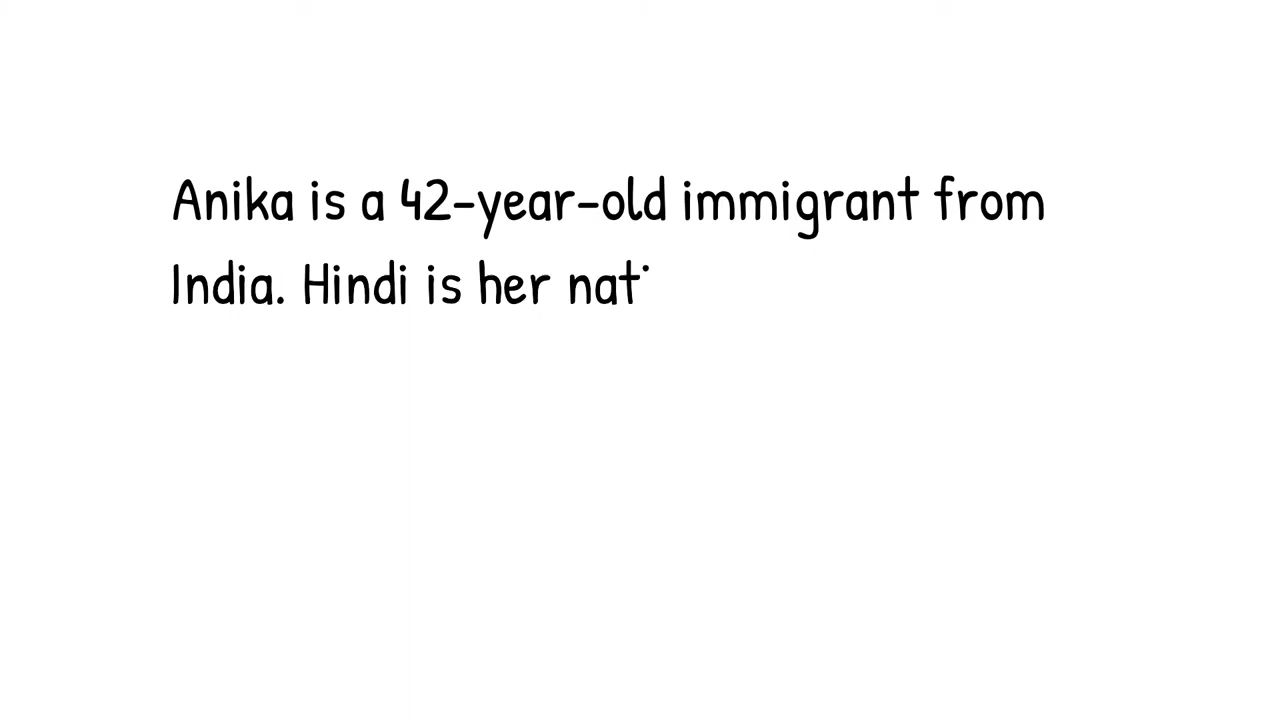 Anika is a 42-year-old immigrant from
India. Hindi is her nat